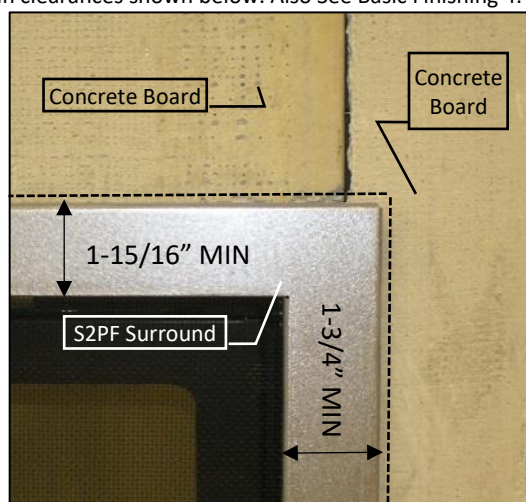 clearances shown below. Also See Basic Finishing 4.
Concrete Board
Concrete
Board
1-15/16" MIN
S2PF Surround
1-3/4" MIN